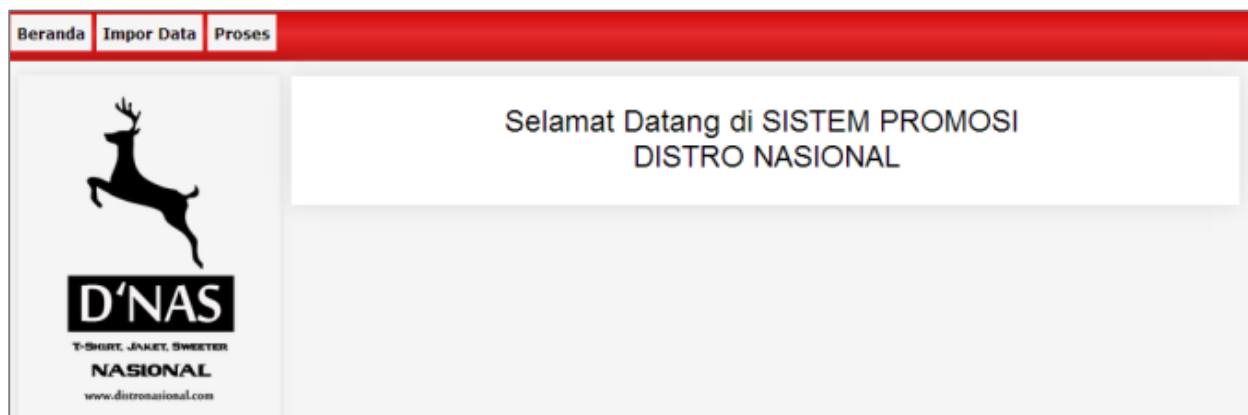 Beranda Impor Data Proses
Selamat Datang di SISTEM PROMOSI
DISTRO NASIONAL
D'NAS
T-SHIRT, JAKET, SWEETER
NASIONAL
www.distronasional.com